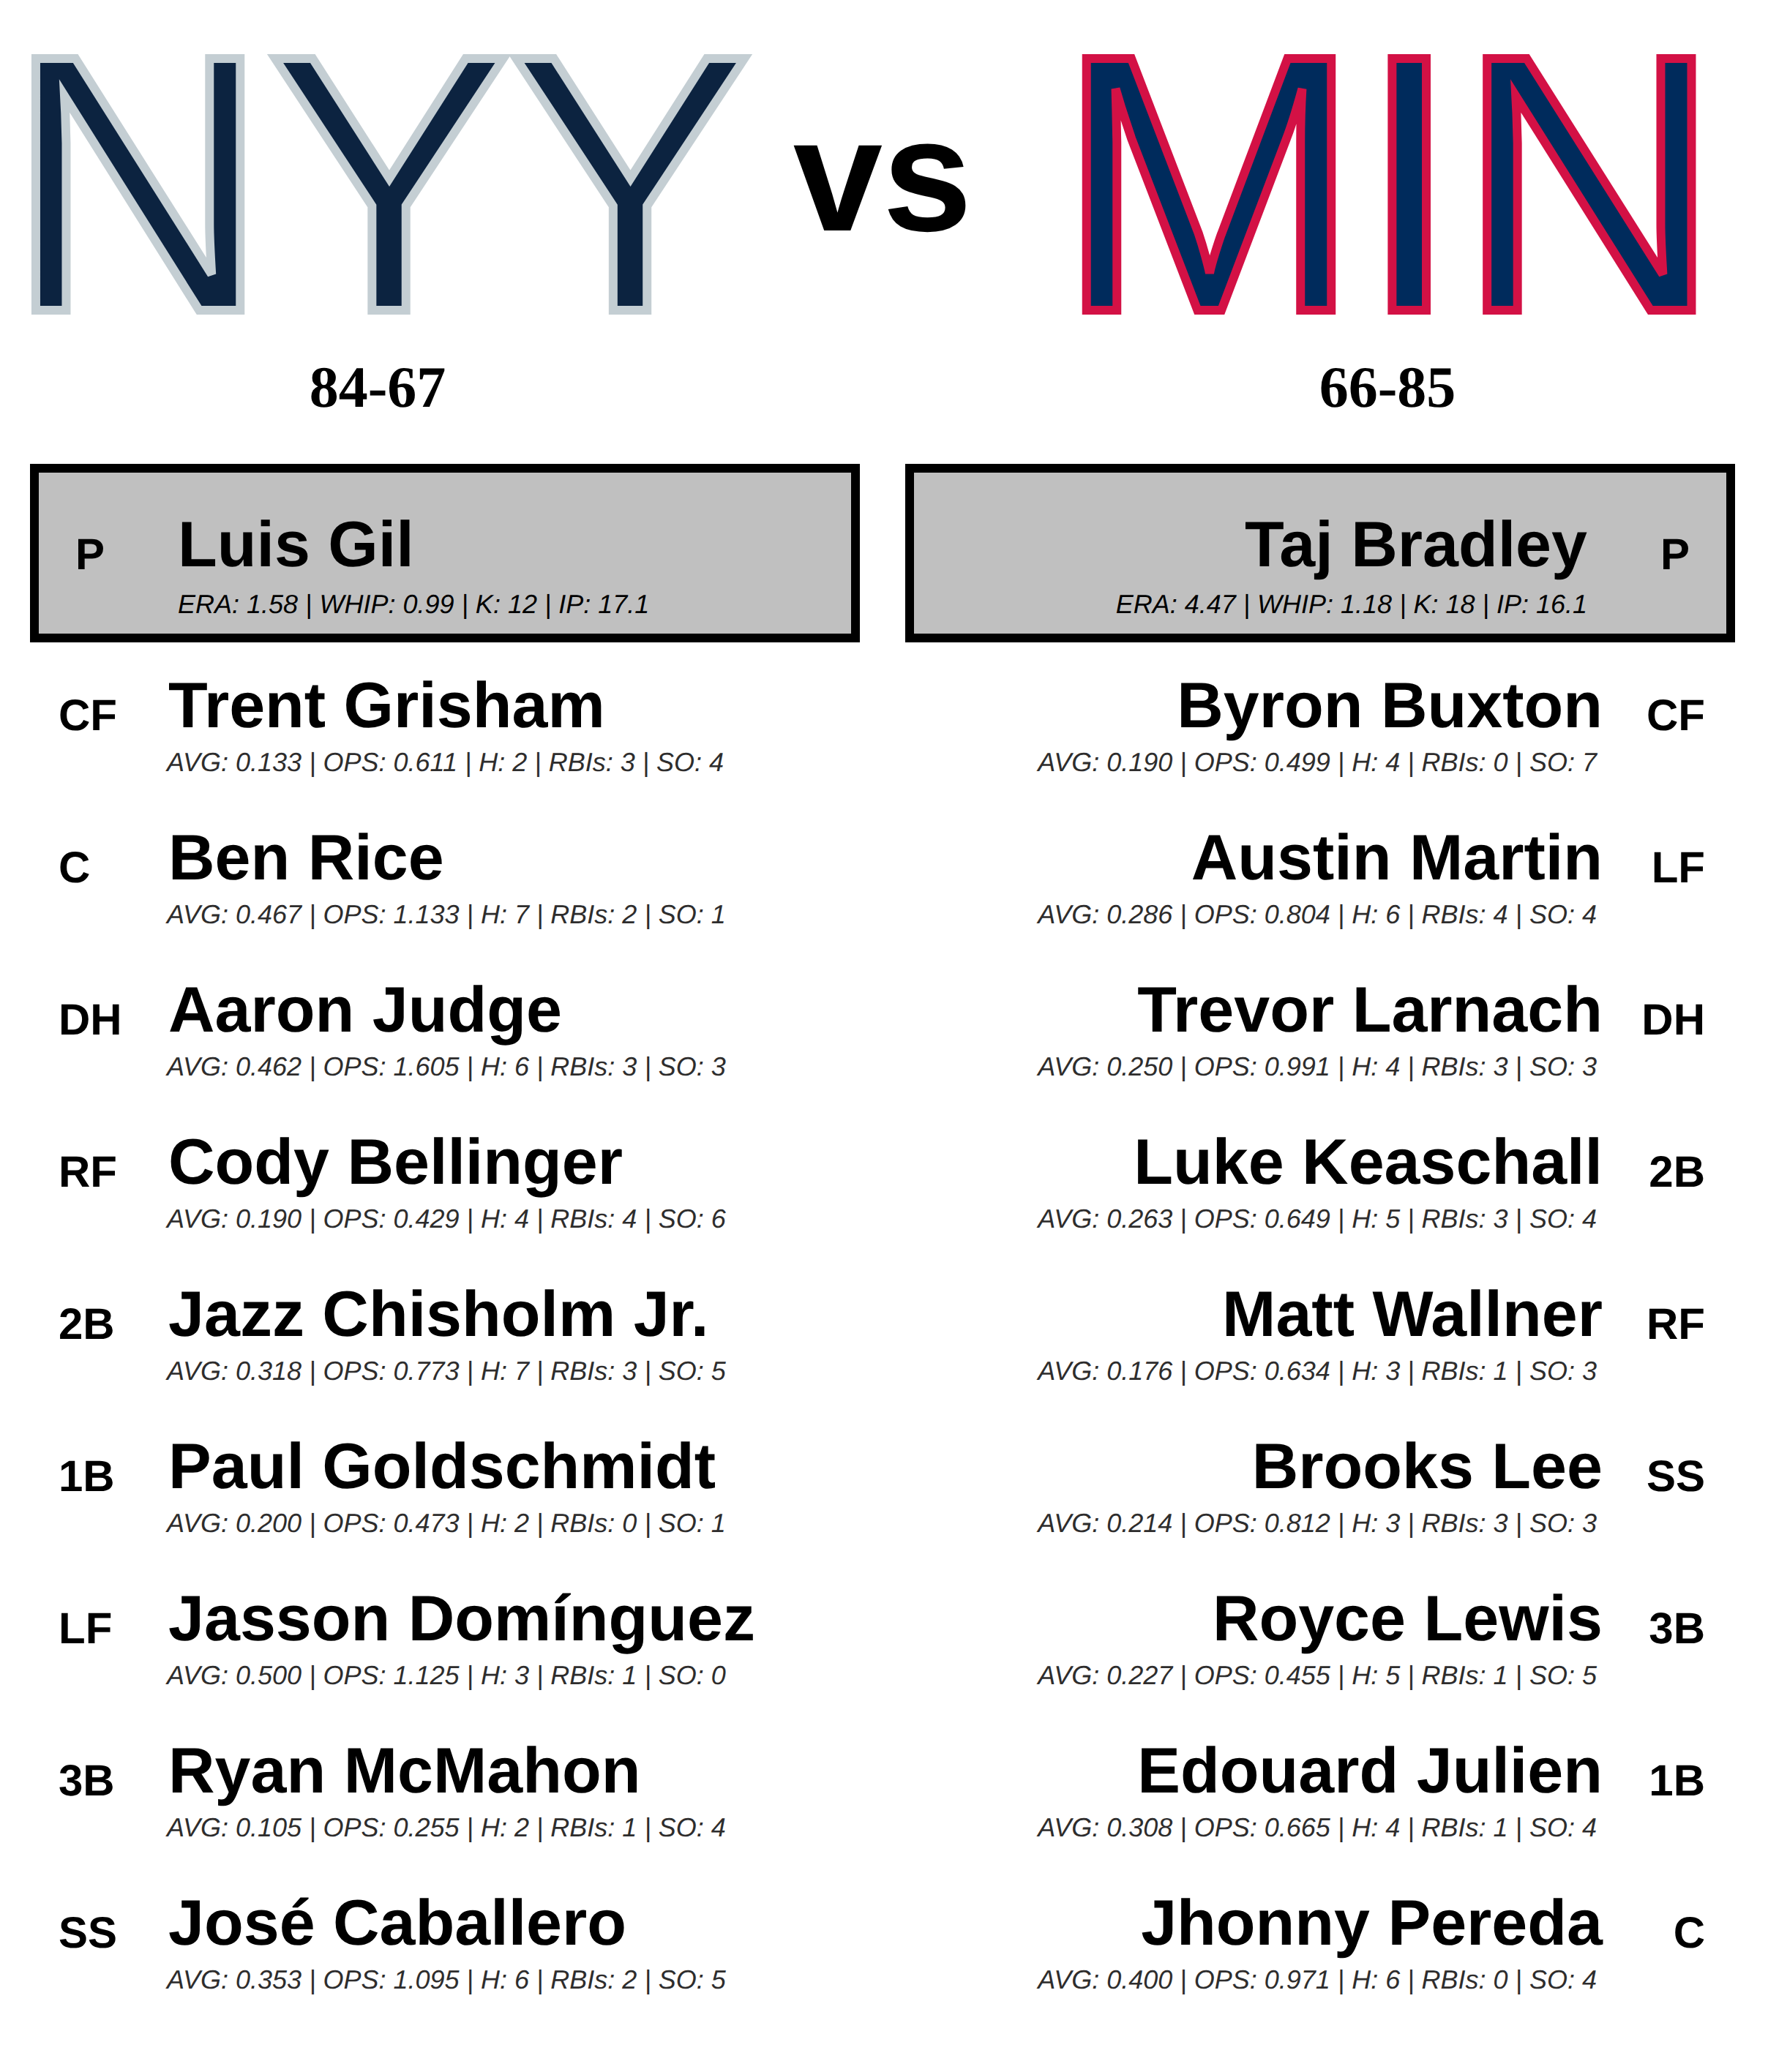 NYY vs MIN
84-67 66-85
P Luis Gil
ERA: 1.58 | WHIP: 0.99 | K: 12 | IP: 17.1
Taj Bradley P
ERA: 4.47 | WHIP: 1.18 | K: 18 | IP: 16.1
CF Trent Grisham
AVG: 0.133 | OPS: 0.611 | H: 2 | RBIs: 3 | SO: 4
C Ben Rice
AVG: 0.467 | OPS: 1.133 | H: 7 | RBIs: 2 | SO: 1
DH Aaron Judge
AVG: 0.462 | OPS: 1.605 | H: 6 | RBIs: 3 | SO: 3
RF Cody Bellinger
AVG: 0.190 | OPS: 0.429 | H: 4 | RBIs: 4 | SO: 6
2B Jazz Chisholm Jr.
AVG: 0.318 | OPS: 0.773 | H: 7 | RBIs: 3 | SO: 5
1B Paul Goldschmidt
AVG: 0.200 | OPS: 0.473 | H: 2 | RBIs: 0 | SO: 1
LF Jasson Domínguez
AVG: 0.500 | OPS: 1.125 | H: 3 | RBIs: 1 | SO: 0
3B Ryan McMahon
AVG: 0.105 | OPS: 0.255 | H: 2 | RBIs: 1 | SO: 4
SS José Caballero
AVG: 0.353 | OPS: 1.095 | H: 6 | RBIs: 2 | SO: 5
Byron Buxton CF
AVG: 0.190 | OPS: 0.499 | H: 4 | RBIs: 0 | SO: 7
Austin Martin LF
AVG: 0.286 | OPS: 0.804 | H: 6 | RBIs: 4 | SO: 4
Trevor Larnach DH
AVG: 0.250 | OPS: 0.991 | H: 4 | RBIs: 3 | SO: 3
Luke Keaschall 2B
AVG: 0.263 | OPS: 0.649 | H: 5 | RBIs: 3 | SO: 4
Matt Wallner RF
AVG: 0.176 | OPS: 0.634 | H: 3 | RBIs: 1 | SO: 3
Brooks Lee SS
AVG: 0.214 | OPS: 0.812 | H: 3 | RBIs: 3 | SO: 3
Royce Lewis 3B
AVG: 0.227 | OPS: 0.455 | H: 5 | RBIs: 1 | SO: 5
Edouard Julien 1B
AVG: 0.308 | OPS: 0.665 | H: 4 | RBIs: 1 | SO: 4
Jhonny Pereda C
AVG: 0.400 | OPS: 0.971 | H: 6 | RBIs: 0 | SO: 4